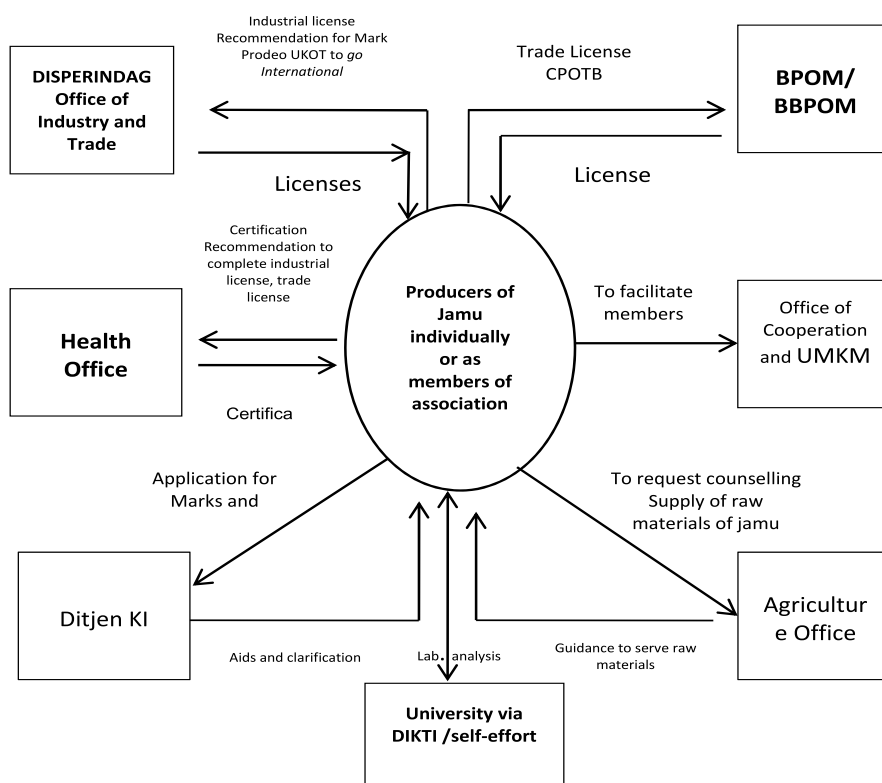 Industrial license
Recommendation for Mark
Prodeo UKOT to go
International
Trade License
CPOTB
DISPERINDAG
Office of
Industry and
Trade
BPOM/
BBPOM
Licenses
License
Certification
Recommendation to
complete industrial
license, trade
license
Health
Office
Certifica
Producers of
Jamu
individually
or as
members of
association
To facilitate
members
Office of
Cooperation
and UMKM
Application for
Marks and
To request counselling
Supply of raw
materials of jamu
Ditjen KI
Agricultur
e Office
Aids and clarification
Lab. analysis
Guidance to serve raw
materials
University via
DIKTI /self-effort